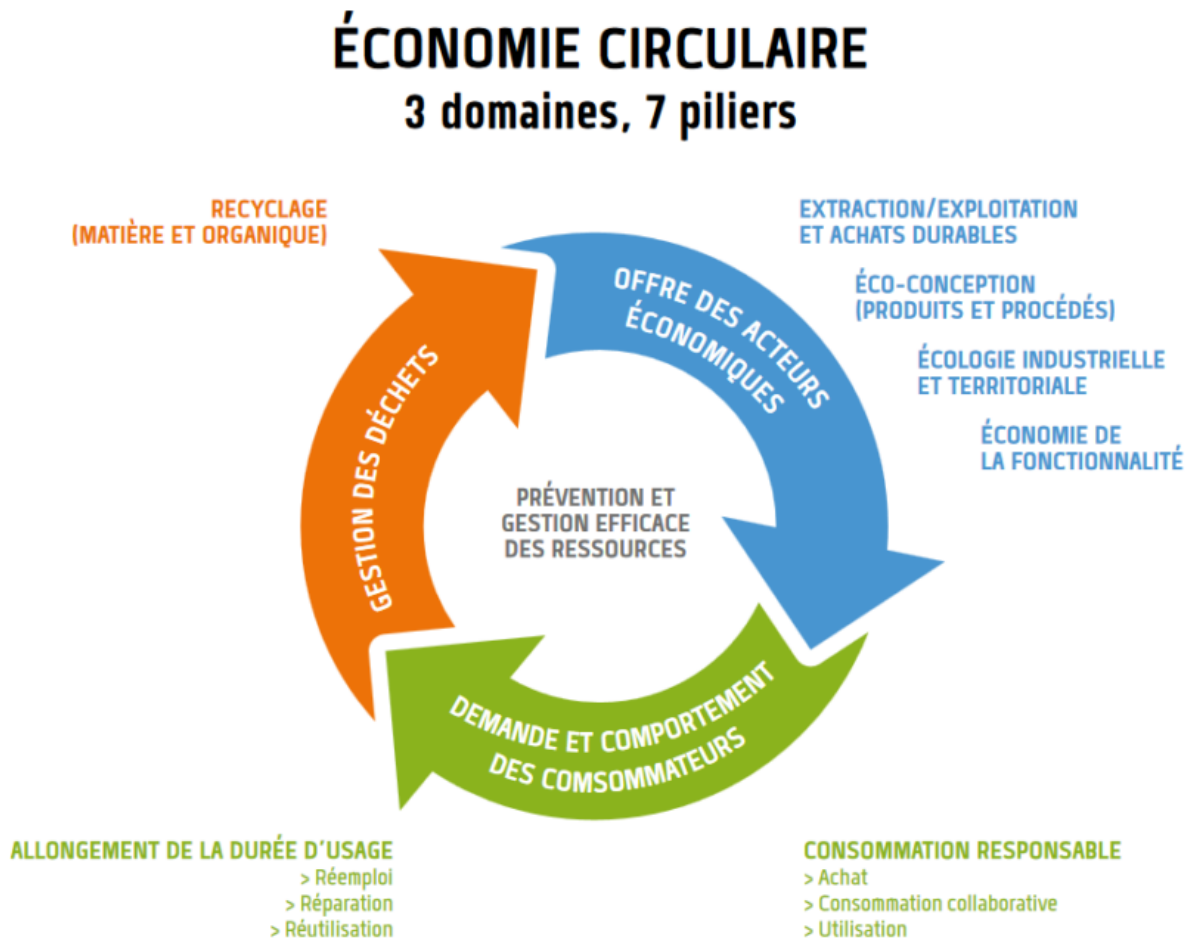 ÉCONOMIE CIRCULAIRE
3 domaines, 7 piliers
RECYCLAGE
(MATIÈRE ET ORGANIQUE)
EXTRACTION/EXPLOITATION
ET ACHATS DURABLES
ÉCO-CONCEPTION
(PRODUITS ET PROCÉDÉS)
ÉCOLOGIE INDUSTRIELLE
ET TERRITORIALE
ÉCONOMIE DE
LA FONCTIONNALITÉ
OFFRE DES ACTEURS
ÉCONOMIQUES
GESTION DES DÉCHETS
PRÉVENTION ET
GESTION EFFICACE
DES RESSOURCES
DEMANDE ET COMPORTEMENT
DES COMSOMMATEURS
ALLONGEMENT DE LA DURÉE D'USAGE
> Réemploi
> Réparation
> Réutilisation
CONSOMMATION RESPONSABLE
> Achat
> Consommation collaborative
> Utilisation